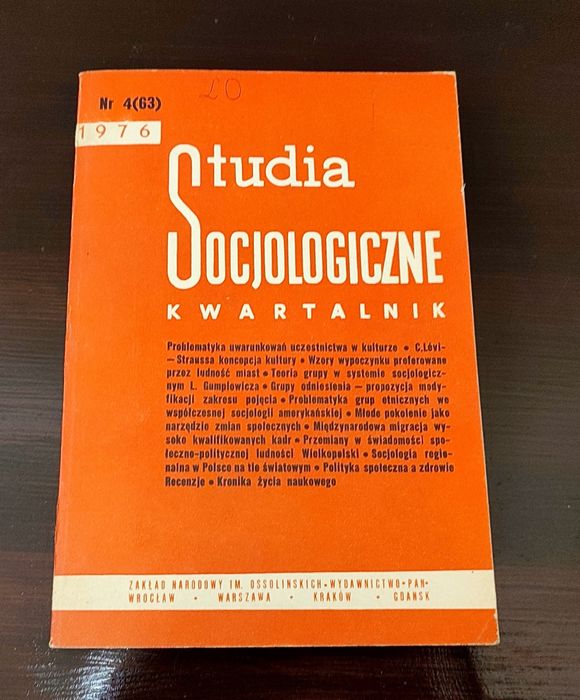 Nr 4(63)
LO
1976
Studia
SOCJOLOGICZNE
KWARTALNIK
Problematyka uwarunkowań uczestnictwa w kulturze • C.Lévi-
—Straussa koncepcja kultury • Wzory wypoczynku preferowane
przez ludność miast • Teoria grupy w systemie socjologicz-
nym L. Gumplowicza • Grupy odniesienia — propozycja mody-
fikacji zakresu pojęcia • Problematyka grup etnicznych we
współczesnej socjologii amerykańskiej • Młode pokolenie jako
narzędzie zmian społecznych • Międzynarodowa migracja wy-
soko kwalifikowanych kadr • Przemiany w świadomości spo-
łeczno-politycznej ludności Wielkopolski • Socjologia regio-
nalna w Polsce na tle światowym • Polityka społeczna a zdrowie
Recenzje • Kronika życia naukowego
ZAKŁAD NARODOWY IM. OSSOLIŃSKICH-WYDAWNICTWO-PAN-
WROCŁAW • WARSZAWA • KRAKÓW • GDAŃSK